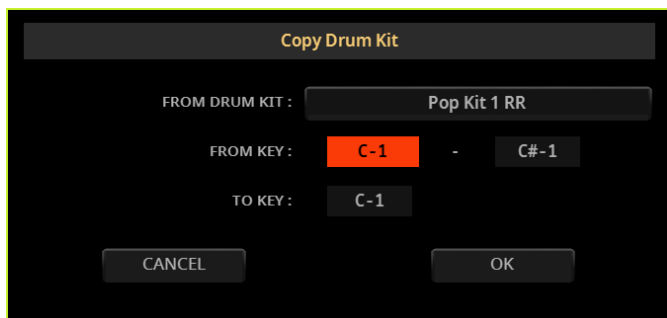 Copy Drum Kit
FROM DRUM KIT : Pop Kit 1 RR
FROM KEY : C-1 - C#-1
TO KEY : C-1
CANCEL OK